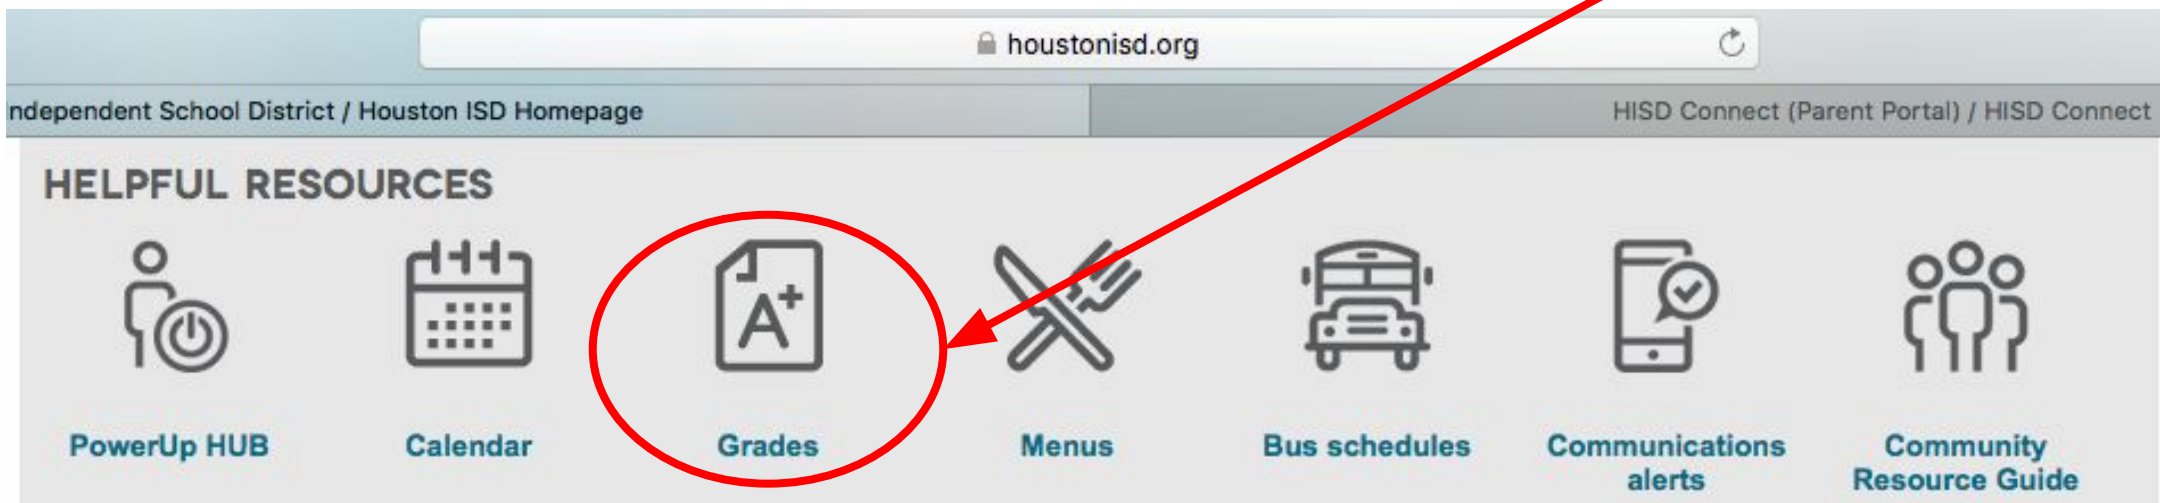 houstonisd.org
ndependent School District / Houston ISD Homepage
HISD Connect (Parent Portal) / HISD Connect
HELPFUL RESOURCES
A+
PowerUp HUB
Calendar
Grades
Menus
Bus schedules
Communications
alerts
Community
Resource Guide